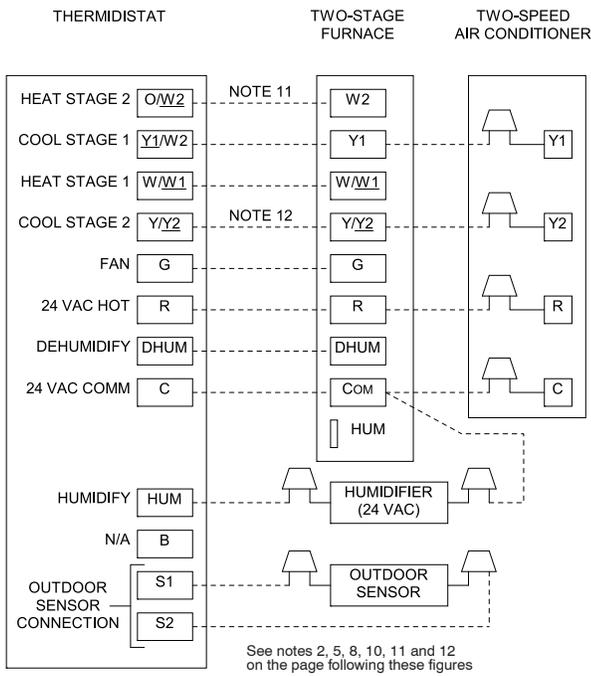 THERMIDISTAT
TWO-STAGE
FURNACE
TWO-SPEED
AIR CONDITIONER
HEAT STAGE 2 O/W2 NOTE 11 W2
COOL STAGE 1 Y1/W2 Y1 Y1
HEAT STAGE 1 W/W1 W/W1
COOL STAGE 2 Y/Y2 NOTE 12 Y/Y2 Y2
FAN G G
24 VAC HOT R R R
DEHUMIDIFY DHUM DHUM
24 VAC COMM C COM C
HUM
HUMIDIFY HUM HUMIDIFIER
(24 VAC)
N/A B
S1 OUTDOOR
SENSOR
OUTDOOR
SENSOR
CONNECTION
S2
See notes 2, 5, 8, 10, 11 and 12
on the page following these figures